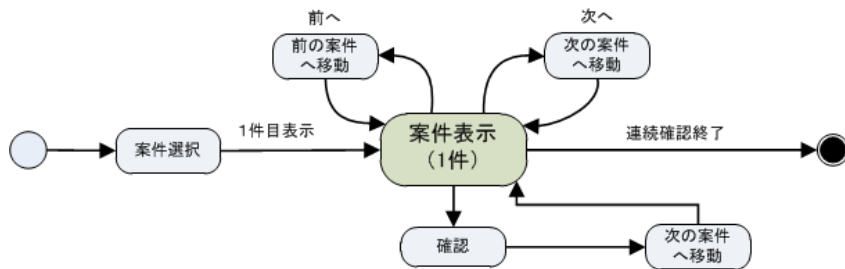 前へ
次へ
前の案件
へ移動
次の案件
へ移動
1件目表示
案件選択
案件表示
（1件）
連続確認終了
確認
次の案件
へ移動